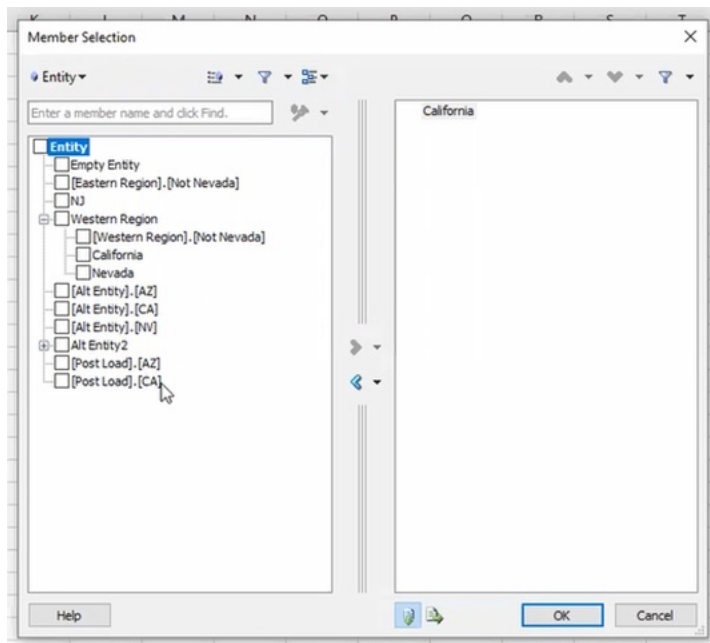 Member Selection
Entity
Enter a member name and click Find.
Entity
Empty Entity
[Eastern Region].[Not Nevada]
NJ
Western Region
[Western Region].[Not Nevada]
California
Nevada
[Alt Entity].[AZ]
[Alt Entity].[CA]
[Alt Entity].[NV]
Alt Entity2
[Post Load].[AZ]
[Post Load].[CA]
California
Help
OK
Cancel